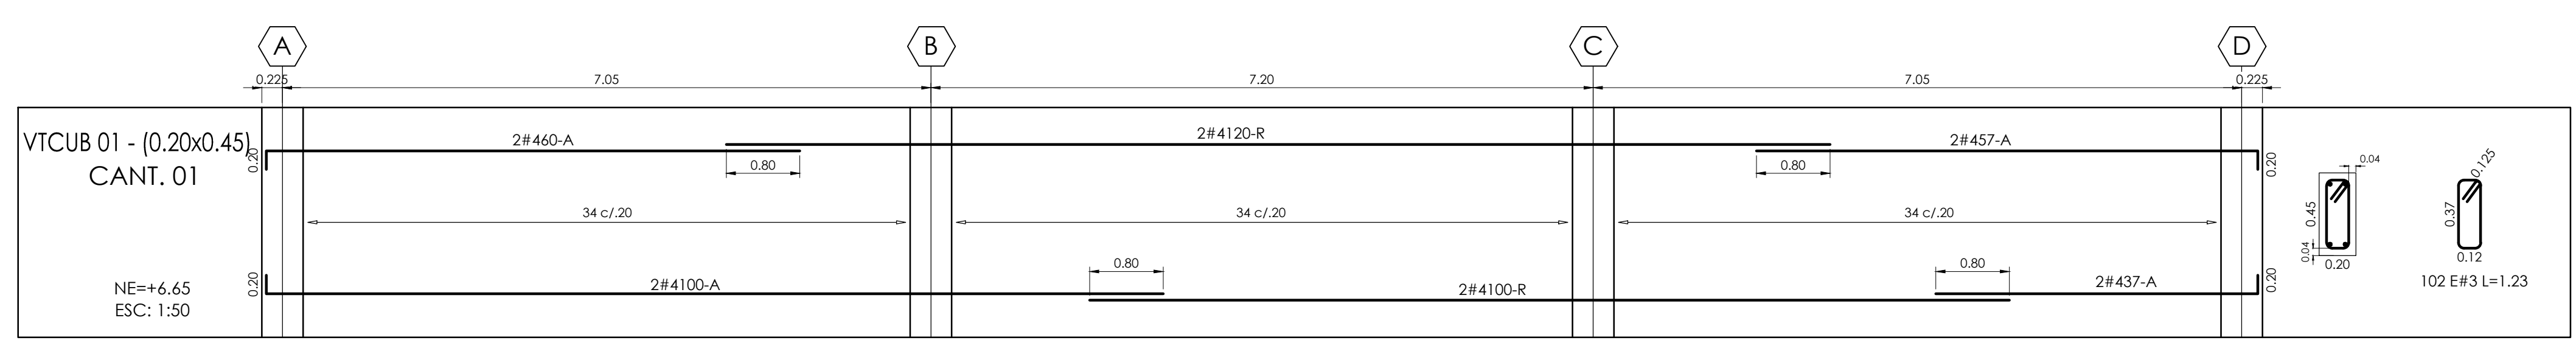 A B C D
0.225 7.05 7.20 7.05 0.225
VTCUB 01 - (0.20x0.45)
CANT. 01
0.20 2#460-A 2#4120-R 2#457-A 0.20
0.80 0.80
34 c/.20 34 c/.20 34 c/.20
0.80 0.80
0.20 2#4100-A 2#4100-R 2#437-A 0.20
NE=+6.65
ESC: 1:50
0.04
0.45
0.04
0.20
0.125
0.37
0.12
102 E#3 L=1.23